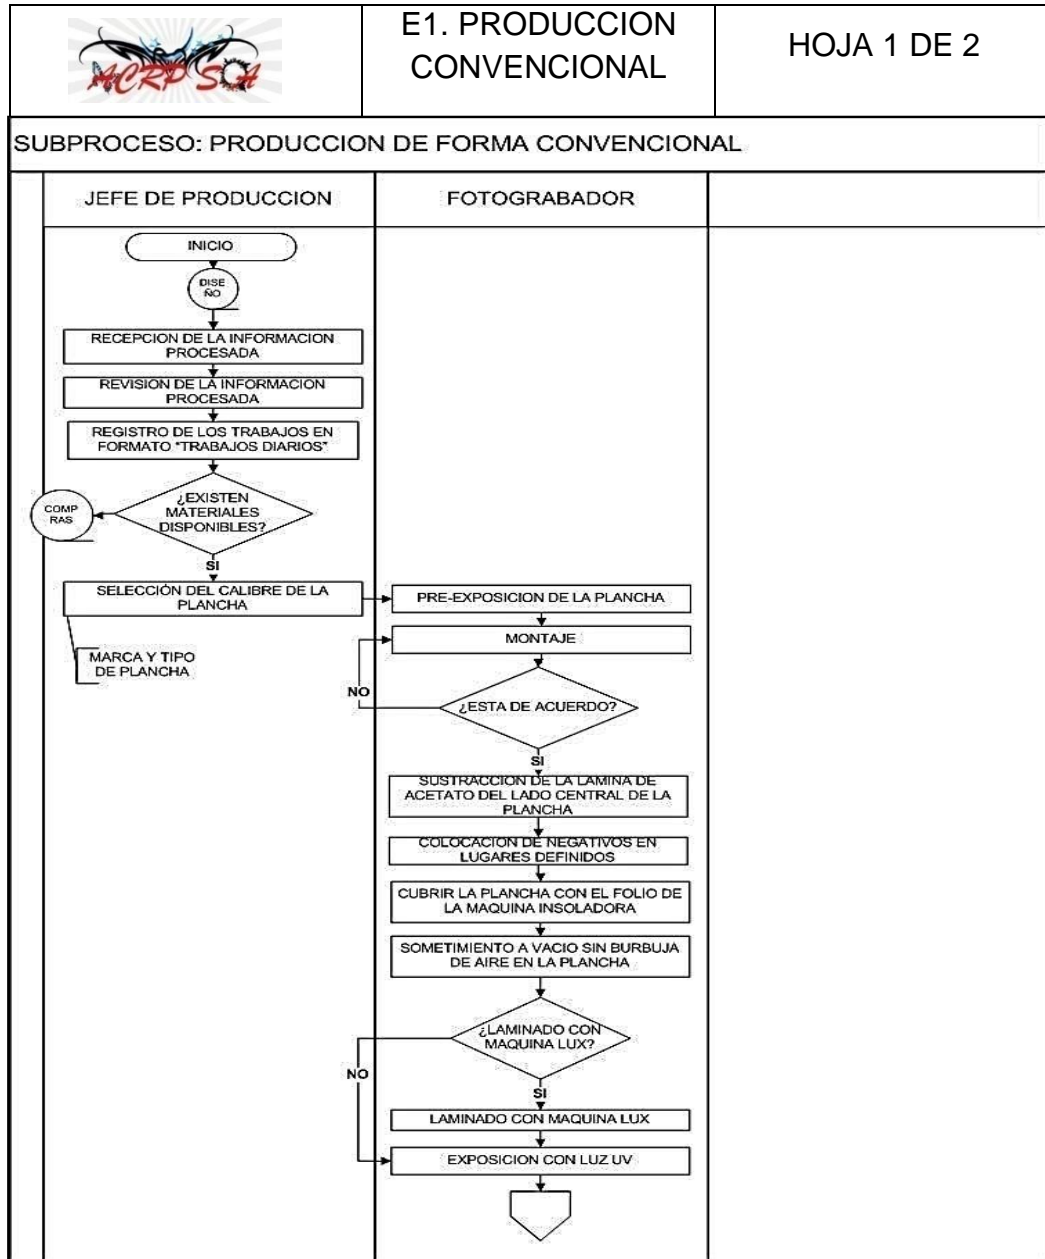 ACRP SOA
E1. PRODUCCION
CONVENCIONAL
HOJA 1 DE 2
SUBPROCESO: PRODUCCION DE FORMA CONVENCIONAL
JEFE DE PRODUCCION
FOTOGRABADOR
INICIO
DISE
ÑO
RECEPCION DE LA INFORMACION
PROCESADA
REVISION DE LA INFORMACION
PROCESADA
REGISTRO DE LOS TRABAJOS EN
FORMATO “TRABAJOS DIARIOS”
¿EXISTEN
MATERIALES
DISPONIBLES?
COMP
RAS
SI
SELECCIÓN DEL CALIBRE DE LA
PLANCHA
MARCA Y TIPO
DE PLANCHA
PRE-EXPOSICION DE LA PLANCHA
MONTAJE
¿ESTA DE ACUERDO?
NO
SI
SUSTRACCION DE LA LAMINA DE
ACETATO DEL LADO CENTRAL DE LA
PLANCHA
COLOCACION DE NEGATIVOS EN
LUGARES DEFINIDOS
CUBRIR LA PLANCHA CON EL FOLIO DE
LA MAQUINA INSOLADORA
SOMETIMIENTO A VACIO SIN BURBUJA
DE AIRE EN LA PLANCHA
¿LAMINADO CON
MAQUINA LUX?
NO
SI
LAMINADO CON MAQUINA LUX
EXPOSICION CON LUZ UV